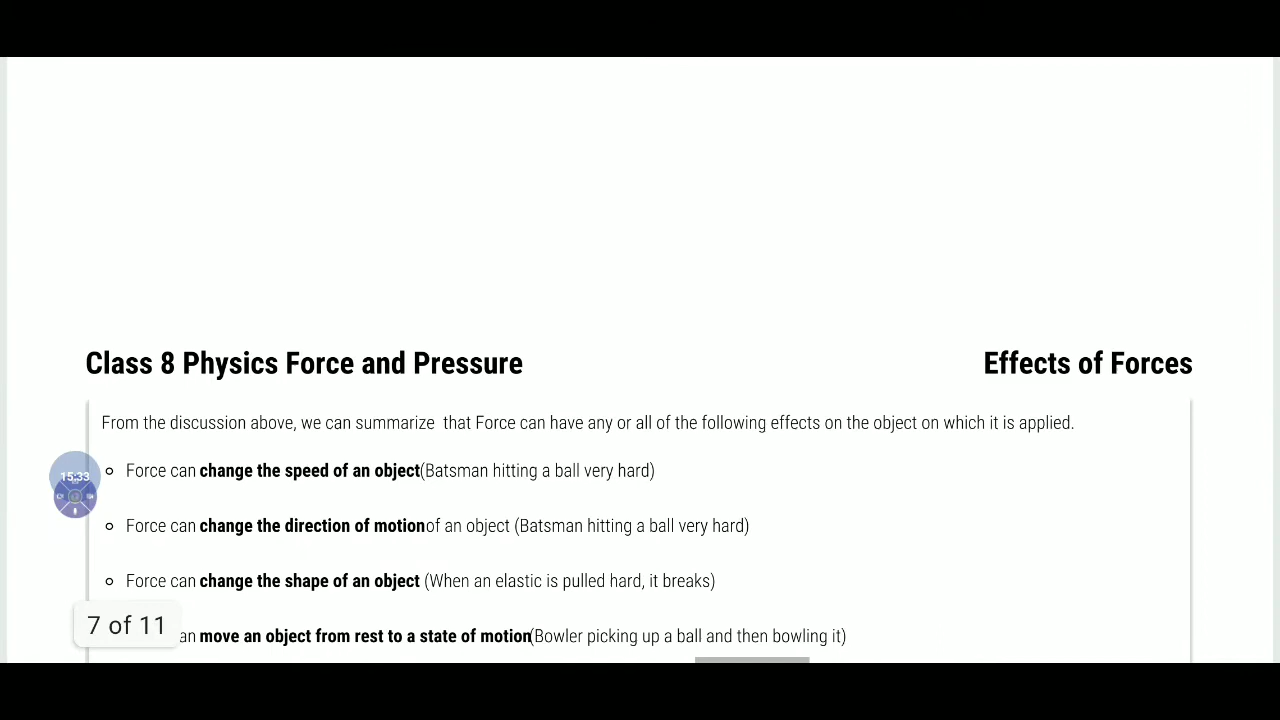 Class 8 Physics Force and Pressure
Effects of Forces
From the discussion above, we can summarize that Force can have any or all of the following effects on the object on which it is applied.
Force can change the speed of an object(Batsman hitting a ball very hard)
15:33
Force can change the direction of motion of an object (Batsman hitting a ball very hard)
Force can change the shape of an object (When an elastic is pulled hard, it breaks)
7 of 11
an move an object from rest to a state of motion(Bowler picking up a ball and then bowling it)